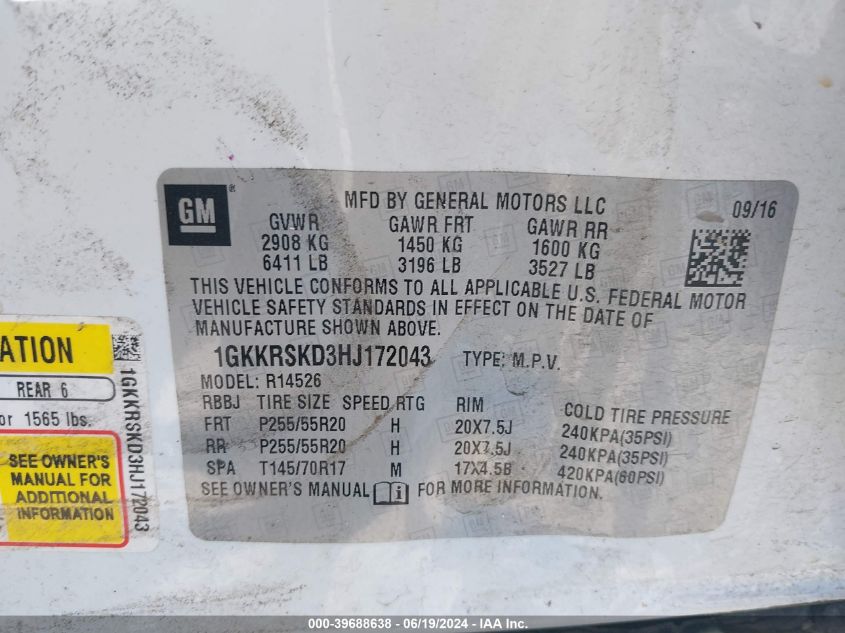 GM
®
MFD BY GENERAL MOTORS LLC
09/16
GVWR GAWR FRT GAWR RR
2908 KG 1450 KG 1600 KG
6411 LB 3196 LB 3527 LB
THIS VEHICLE CONFORMS TO ALL APPLICABLE U.S. FEDERAL MOTOR
VEHICLE SAFETY STANDARDS IN EFFECT ON THE DATE OF
MANUFACTURE SHOWN ABOVE.
1GKKRSKD3HJ172043 TYPE: M.P.V.
MODEL: R14526
RBBJ TIRE SIZE SPEED RTG RIM COLD TIRE PRESSURE
FRT P255/55R20 H 20X7.5J 240KPA(35PSI)
RR P255/55R20 H 20X7.5J 240KPA(35PSI)
SPA T145/70R17 M 17X4.5B 420KPA(60PSI)
SEE OWNER'S MANUAL FOR MORE INFORMATION.
ATION
REAR 6
or 1565 lbs.
SEE OWNER'S
MANUAL FOR
ADDITIONAL
INFORMATION
1GKKRSKD3HJ172043
000-39688638 - 06/19/2024 - IAA Inc.